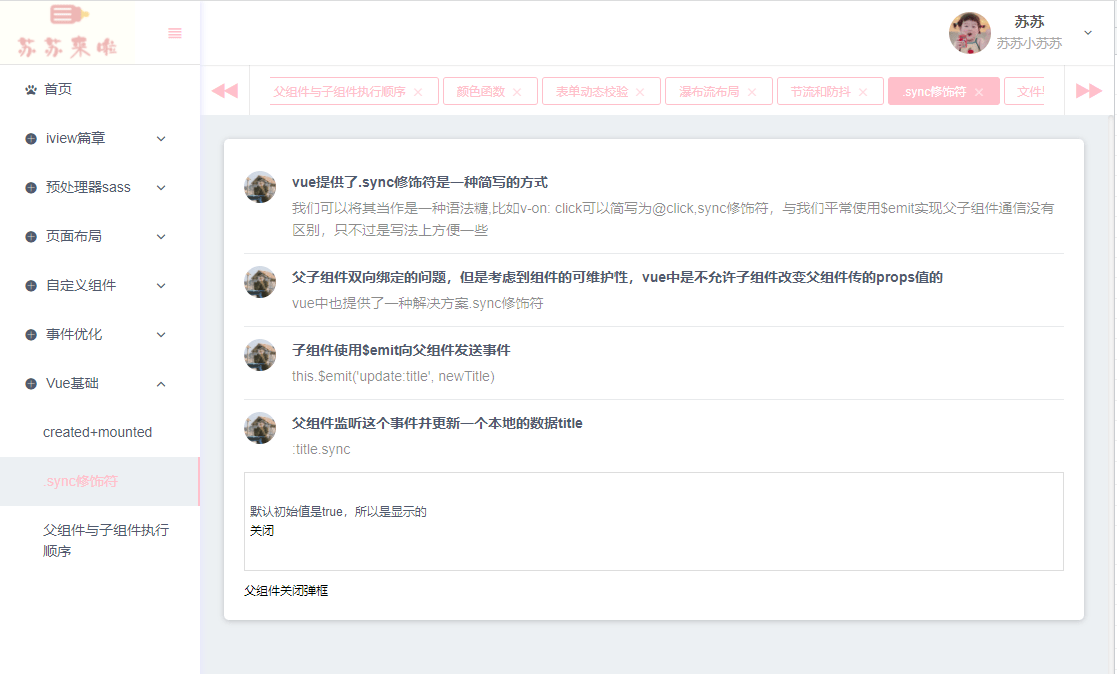 苏苏来啦
苏苏
苏苏小苏苏
首页
iview篇章
预处理器sass
页面布局
自定义组件
事件优化
Vue基础
created+mounted
.sync修饰符
父组件与子组件执行
顺序
父组件与子组件执行顺序
颜色函数
表单动态校验
瀑布流布局
节流和防抖
.sync修饰符
文件
vue提供了.sync修饰符是一种简写的方式
我们可以将其当作是一种语法糖,比如v-on: click可以简写为@click,sync修饰符，与我们平常使用$emit实现父子组件通信没有
区别，只不过是写法上方便一些
父子组件双向绑定的问题，但是考虑到组件的可维护性，vue中是不允许子组件改变父组件传的props值的
vue中也提供了一种解决方案.sync修饰符
子组件使用$emit向父组件发送事件
this.$emit('update:title', newTitle)
父组件监听这个事件并更新一个本地的数据title
:title.sync
默认初始值是true，所以是显示的
关闭
父组件关闭弹框